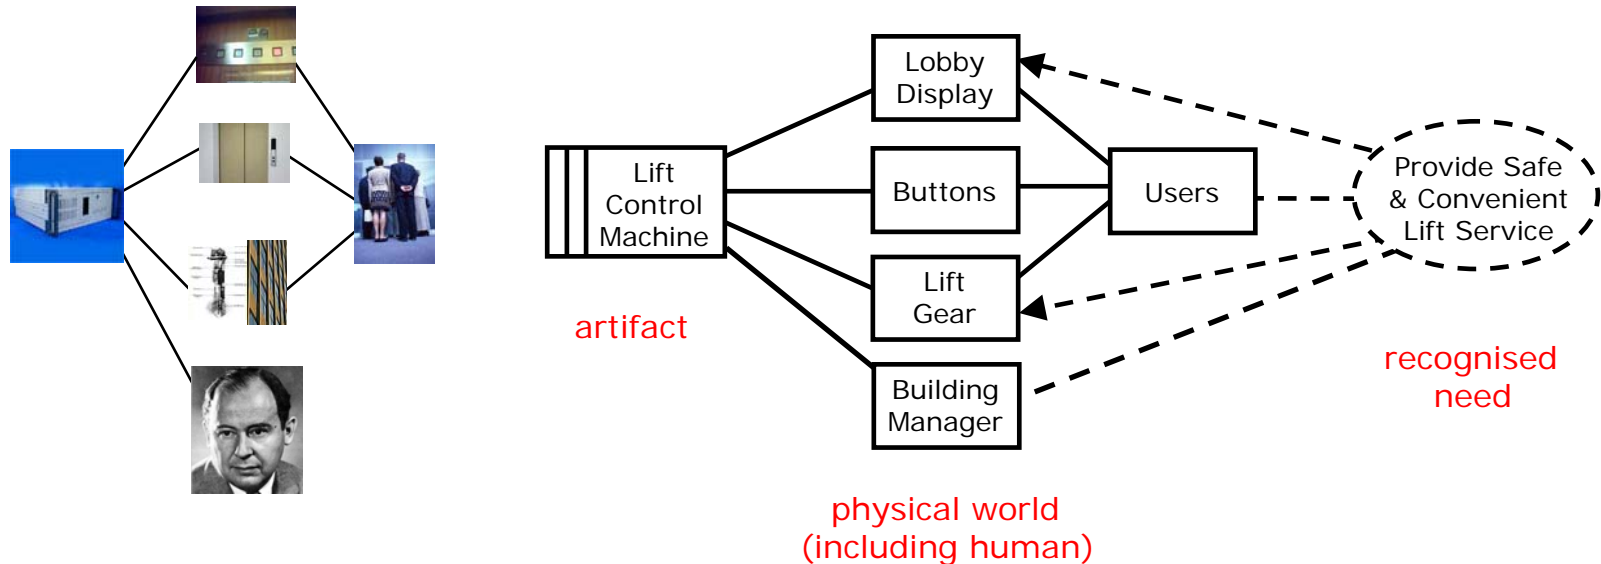 Lobby
Display
Lift
Control
Machine
Buttons
Users
Provide Safe
& Convenient
Lift Service
Lift
Gear
artifact
Building
Manager
recognised
need
physical world
(including human)